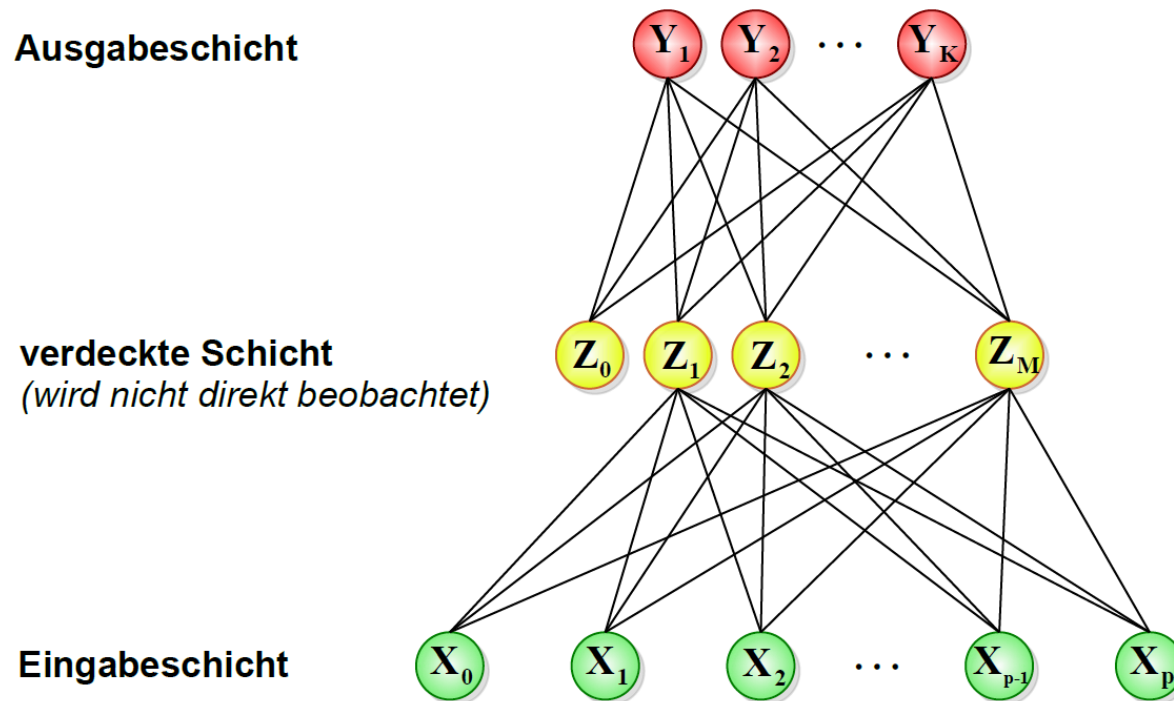 Ausgabeschicht
Y1 Y2 ... YK
verdeckte Schicht
(wird nicht direkt beobachtet)
Z0 Z1 Z2 ... ZM
Eingabeschicht
X0 X1 X2 ... Xp-1 Xp